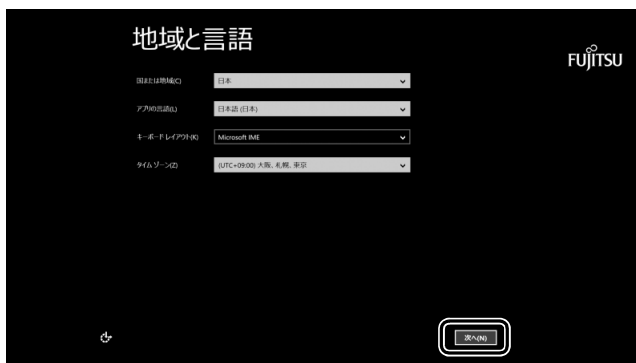 地域と言語
FUJITSU
国または地域(C)
日本
アプリの言語(L)
日本語 (日本)
キーボード レイアウト(K)
Microsoft IME
タイム ゾーン(Z)
(UTC+09:00) 大阪、札幌、東京
次へ(N)